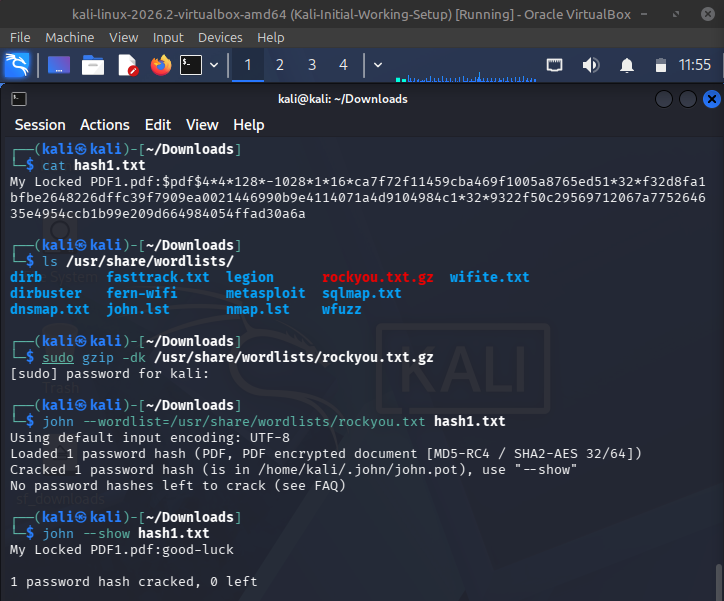 kali-linux-2026.2-virtualbox-amd64 (Kali-Initial-Working-Setup) [Running] - Oracle VirtualBox
File Machine View Input Devices Help
1 2 3 4 11:55
kali@kali: ~/Downloads
Session Actions Edit View Help
┌──(kali㉿kali)-[~/Downloads]
└─$ cat hash1.txt
My Locked PDF1.pdf:$pdf$4*4*128*-1028*1*16*ca7f72f11459cba469f1005a8765ed51*32*f32d8fa1
bfbe2648226dffc39f7909ea0021446990b9e4114071a4d9104984c1*32*9322f50c29569712067a7752646
35e4954ccb1b99e209d664984054ffad30a6a
┌──(kali㉿kali)-[~/Downloads]
└─$ ls /usr/share/wordlists/
dirb fasttrack.txt legion rockyou.txt.gz wifite.txt
dirbuster fern-wifi metasploit sqlmap.txt
dnsmap.txt john.lst nmap.lst wfuzz
┌──(kali㉿kali)-[~/Downloads]
└─$ sudo gzip -dk /usr/share/wordlists/rockyou.txt.gz
[sudo] password for kali:
┌──(kali㉿kali)-[~/Downloads]
└─$ john --wordlist=/usr/share/wordlists/rockyou.txt hash1.txt
Using default input encoding: UTF-8
Loaded 1 password hash (PDF, PDF encrypted document [MD5-RC4 / SHA2-AES 32/64])
Cracked 1 password hash (is in /home/kali/.john/john.pot), use "--show"
No password hashes left to crack (see FAQ)
┌──(kali㉿kali)-[~/Downloads]
└─$ john --show hash1.txt
My Locked PDF1.pdf:good-luck
1 password hash cracked, 0 left
KALI
Trash
sf_downloads